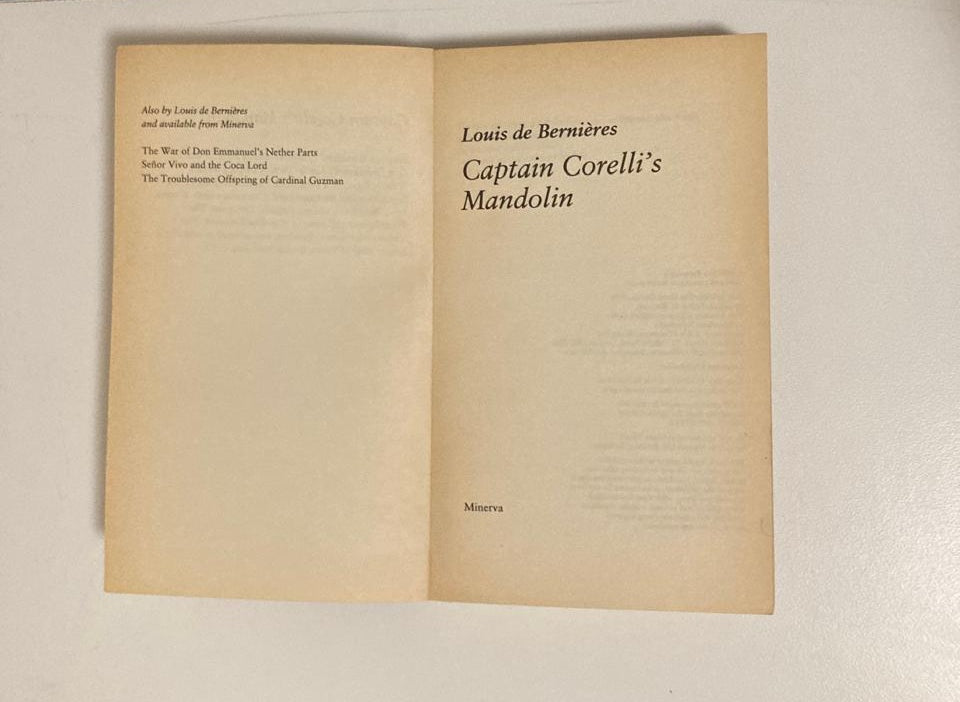 Also by Louis de Bernières
and available from Minerva
The War of Don Emmanuel's Nether Parts
Señor Vivo and the Coca Lord
The Troublesome Offspring of Cardinal Guzman
Louis de Bernières
Captain Corelli's
Mandolin
Minerva